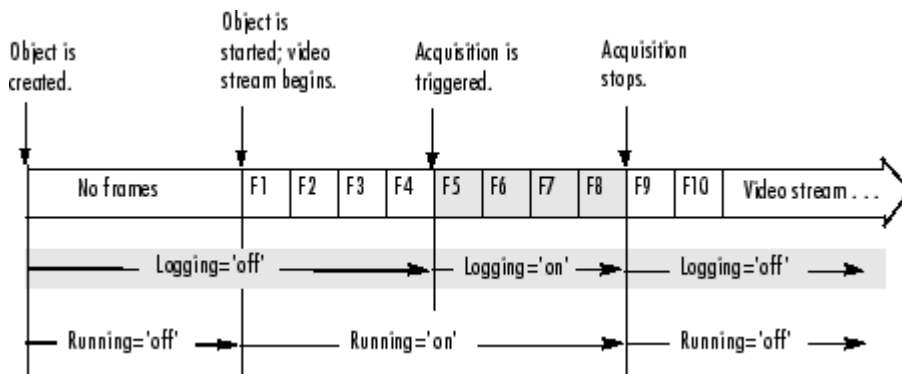 Object is
created.
Object is
started; video
stream begins.
Acquisition is
triggered.
Acquisition
stops.
No frames
F1
F2
F3
F4
F5
F6
F7
F8
F9
F10
Video stream . . .
Logging='off'
Logging='on'
Logging='off'
Running='off'
Running='on'
Running='off'